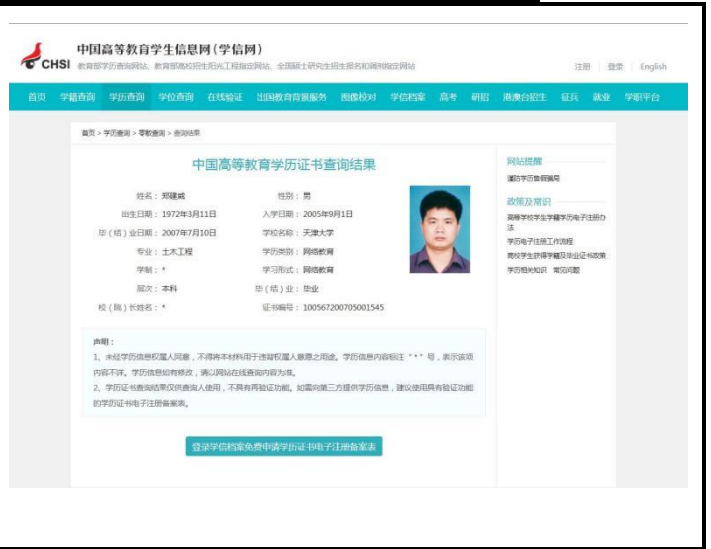 中国高等教育学生信息网(学信网)
CHSI 教育部学历查询网站、教育部高校招生阳光工程指定网站、全国硕士研究生招生报名和调剂指定网站
注册 登录 English
首页 学籍查询 学历查询 学位查询 在线验证 出国教育背景服务 图像校对 学信档案 高考 研招 港澳台招生 征兵 就业 学职平台
首页 > 学历查询 > 零散查询 > 查询结果
中国高等教育学历证书查询结果
姓名：郑建威 性别：男
出生日期：1972年3月11日 入学日期：2005年9月1日
毕（结）业日期：2007年7月10日 学校名称：天津大学
专业：土木工程 学历类别：网络教育
学制：* 学习形式：网络教育
层次：本科 毕（结）业：毕业
校（院）长姓名：* 证书编号：100567200705001545
声明：
1、未经学历信息权属人同意，不得将本材料用于违背权属人意愿之用途。学历信息内容标注“*”号，表示该项
内容不详。学历信息如有修改，请以网站在线查询内容为准。
2、学历证书查询结果仅供查询人使用，不具有再验证功能。如需向第三方提供学历信息，建议使用具有验证功能
的学历证书电子注册备案表。
登录学信档案免费申请学历证书电子注册备案表
网站提醒
谨防学历售假骗局
政策及常识
高等学校学生学籍学历电子注册办
法
学历电子注册工作流程
高校学生获得学籍及毕业证书政策
学历相关知识 常见问题